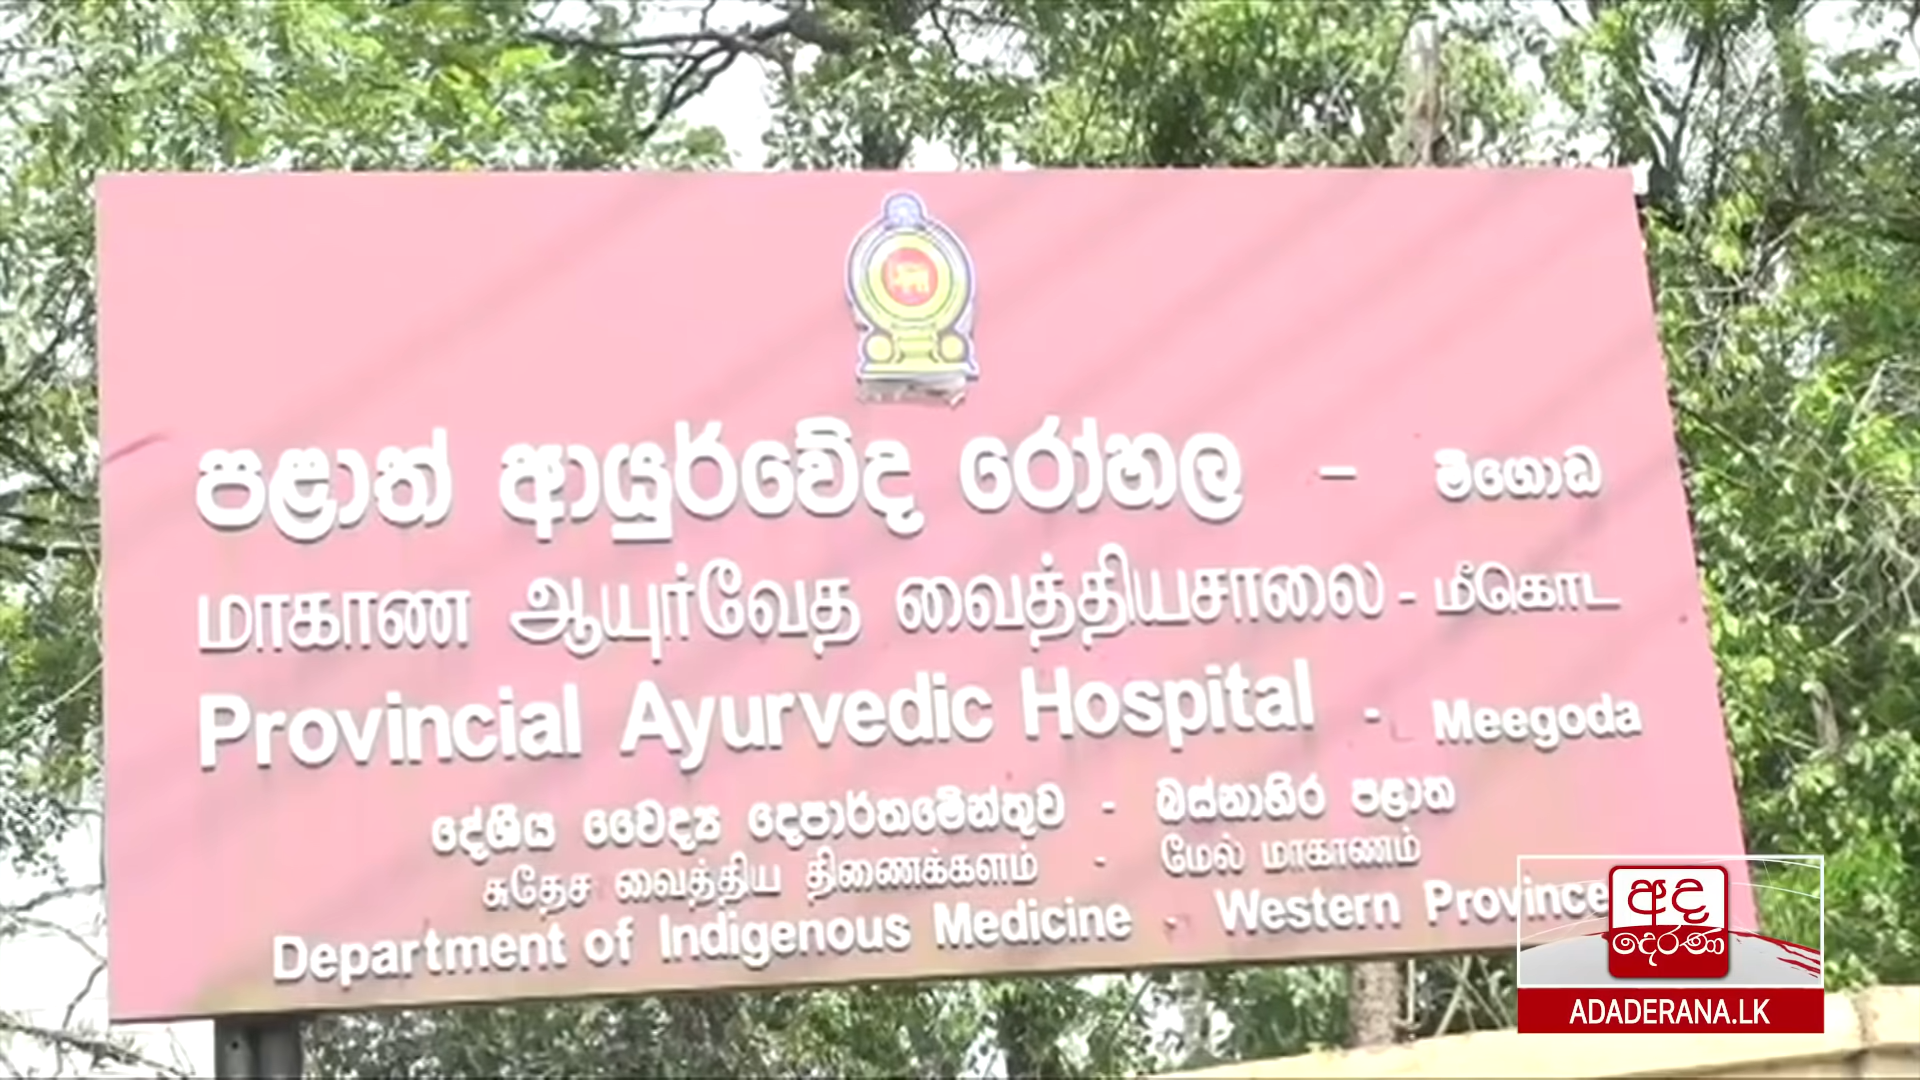 පළාත් ආයුර්වේද රෝහල - මීගොඩ
மாகாண ஆயுர்வேத வைத்தியசாலை - மீகொட
Provincial Ayurvedic Hospital - Meegoda
දේශීය වෛද්‍ය දෙපාර්තමේන්තුව - බස්නාහිර පළාත
சுதேச வைத்திய திணைக்களம் - மேல் மாகாணம்
Department of Indigenous Medicine - Western Province
අද
දෙරණ
ADADERANA.LK